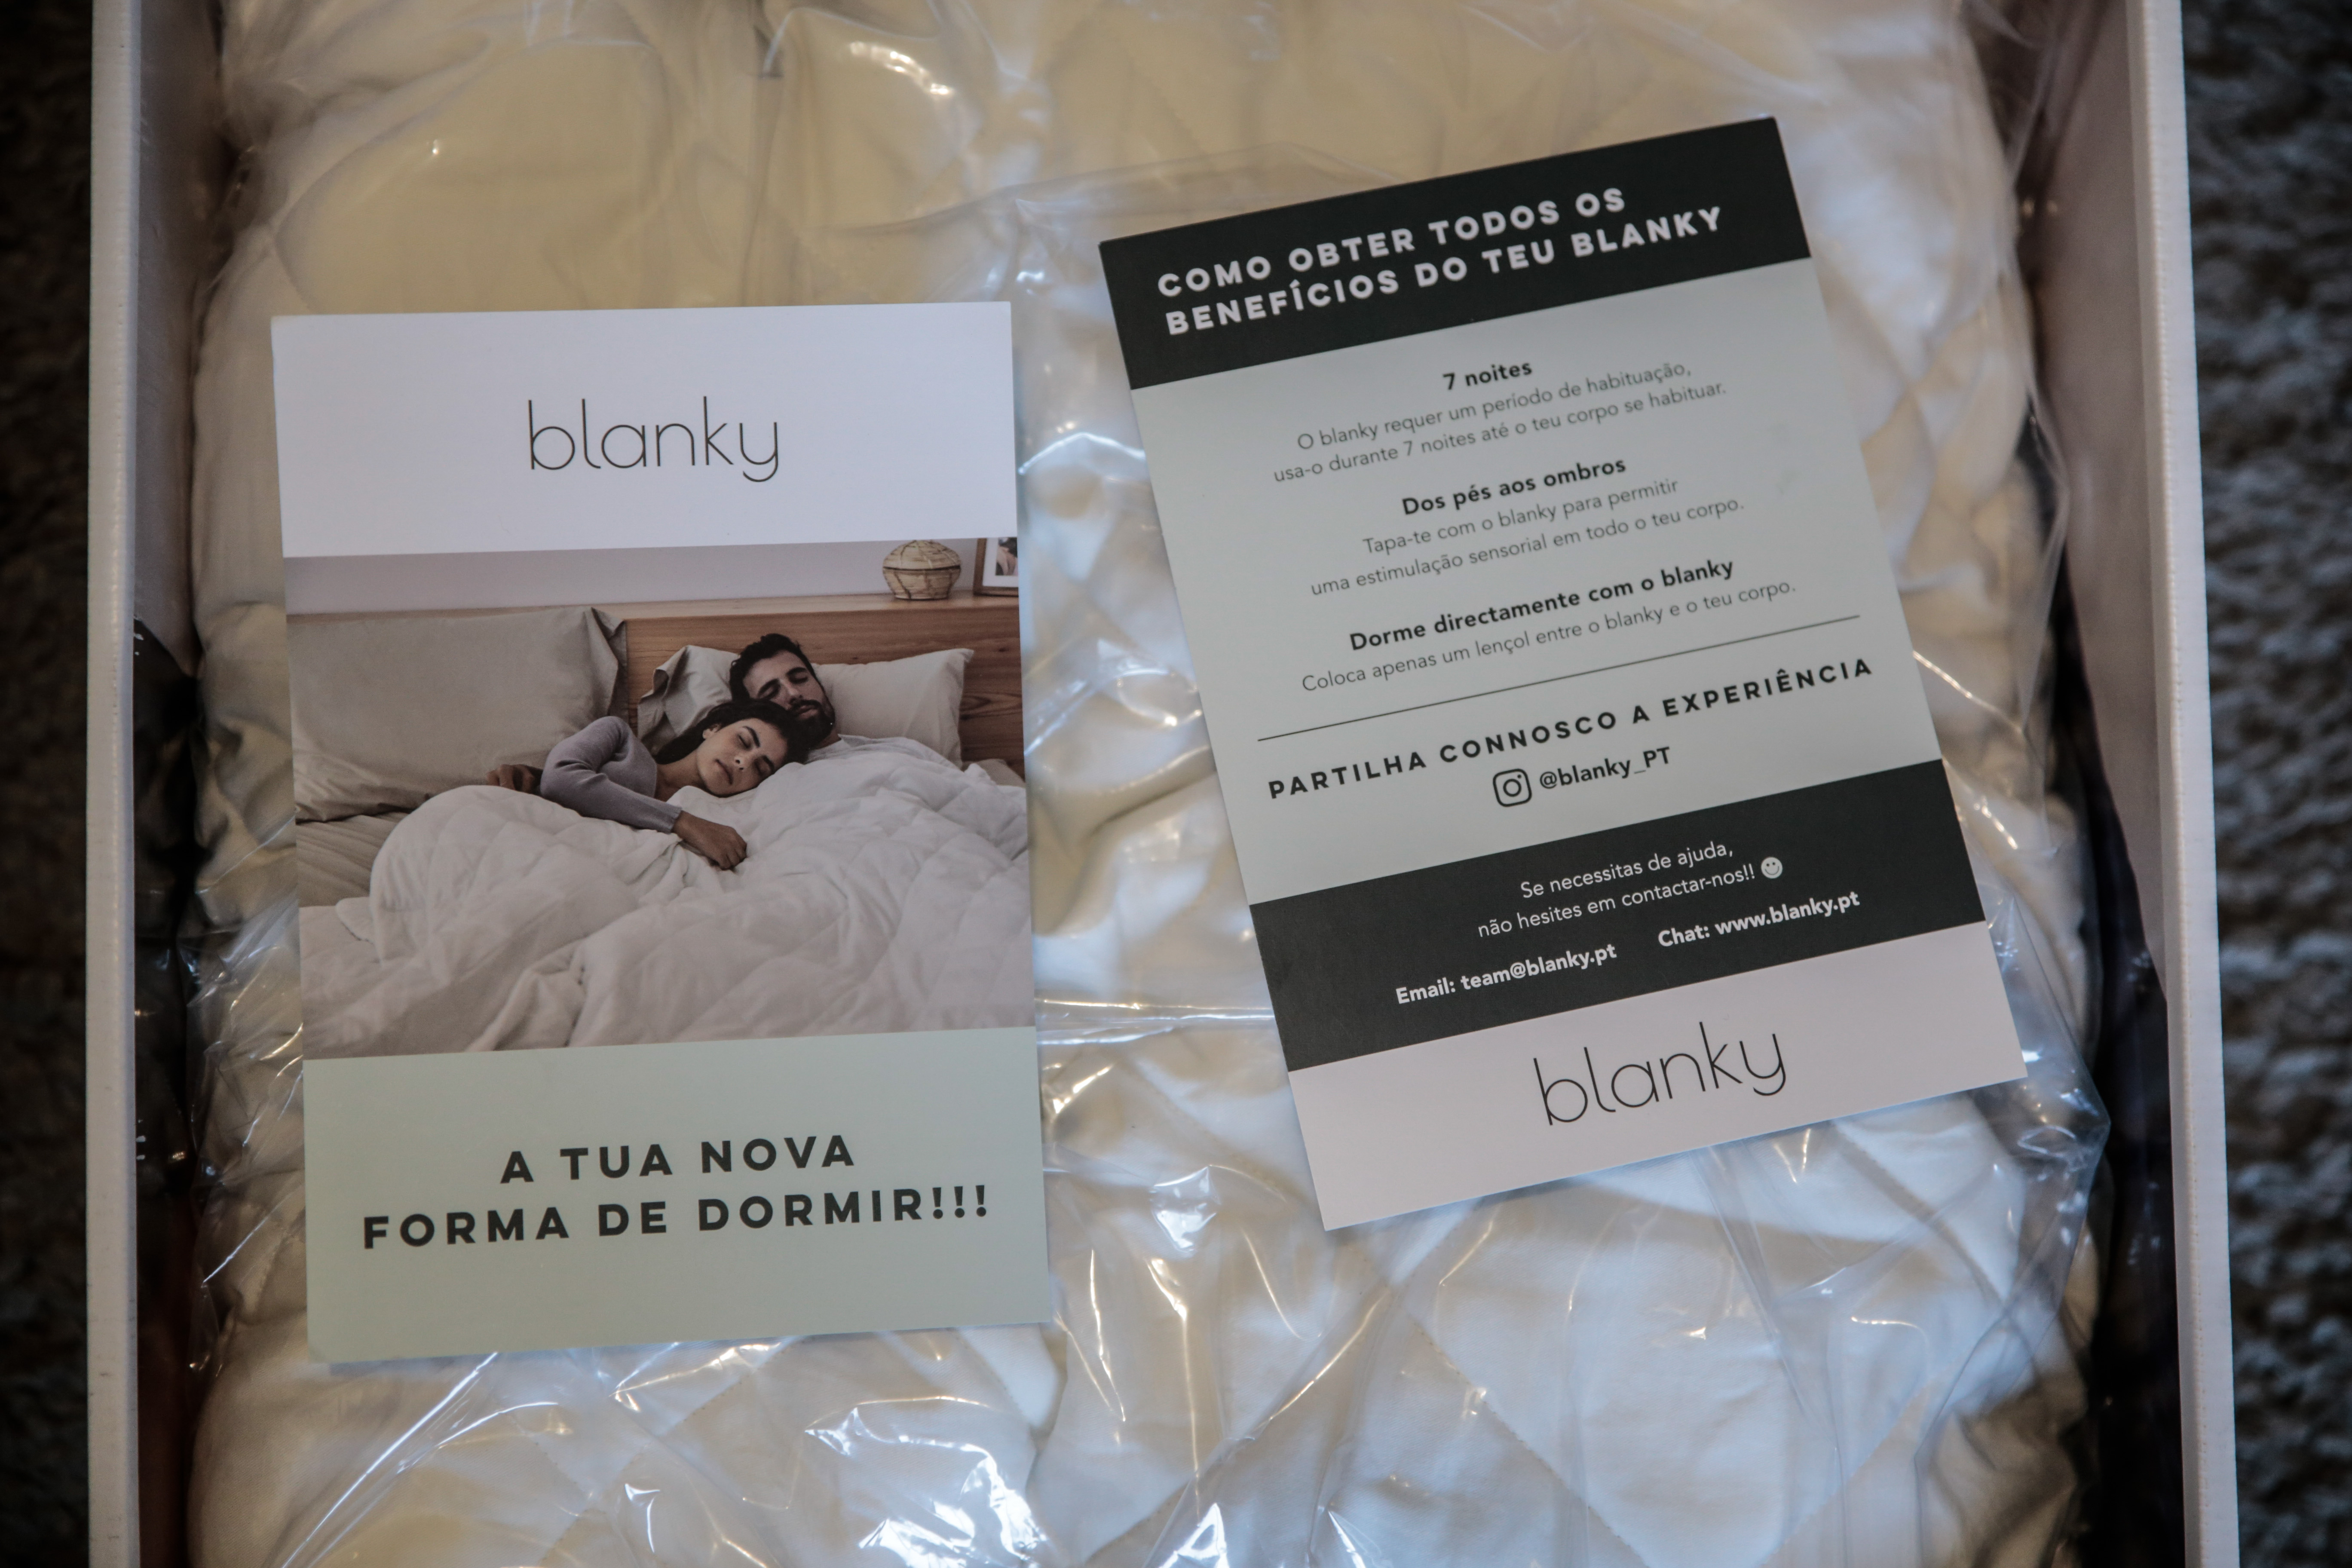 blanky
A TUA NOVA
FORMA DE DORMIR!!!
COMO OBTER TODOS OS
BENEFÍCIOS DO TEU BLANKY
7 noites
O blanky requer um período de habituação,
usa-o durante 7 noites até o teu corpo se habituar.
Dos pés aos ombros
Tapa-te com o blanky para permitir
uma estimulação sensorial em todo o teu corpo.
Dorme directamente com o blanky
Coloca apenas um lençol entre o blanky e o teu corpo.
PARTILHA CONNOSCO A EXPERIÊNCIA
@blanky_PT
Se necessitas de ajuda,
não hesites em contactar-nos!!
Email: team@blanky.pt Chat: www.blanky.pt
blanky